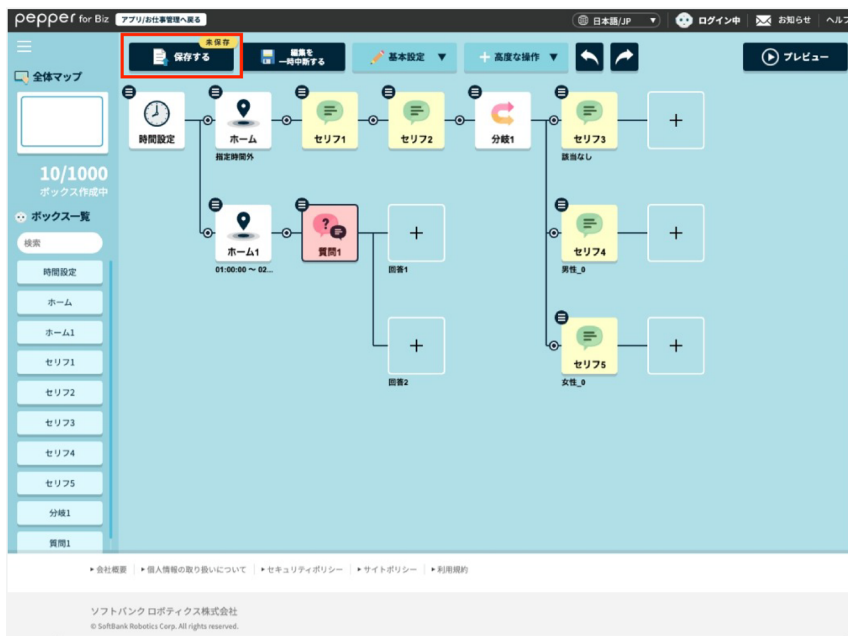 pepper for Biz アプリ/お仕事管理へ戻る 日本語/JP ▼ ログイン中 お知らせ ヘルプ
未保存
保存する
編集を
一時中断する
基本設定 ▼
高度な操作 ▼
プレビュー
全体マップ
10/1000
ボックス作成中
ボックス一覧
検索
時間設定
ホーム
ホーム1
セリフ1
セリフ2
セリフ3
セリフ4
セリフ5
分岐1
質問1
時間設定
ホーム
指定時間外
セリフ1
セリフ2
分岐1
セリフ3
該当なし
+
ホーム1
01:00:00 ~ 02...
質問1
+
回答1
セリフ4
男性_0
+
+
回答2
セリフ5
女性_0
+
▶会社概要 ▶個人情報の取り扱いについて ▶セキュリティポリシー ▶サイトポリシー ▶利用規約
ソフトバンク ロボティクス株式会社
© SoftBank Robotics Corp. All rights reserved.